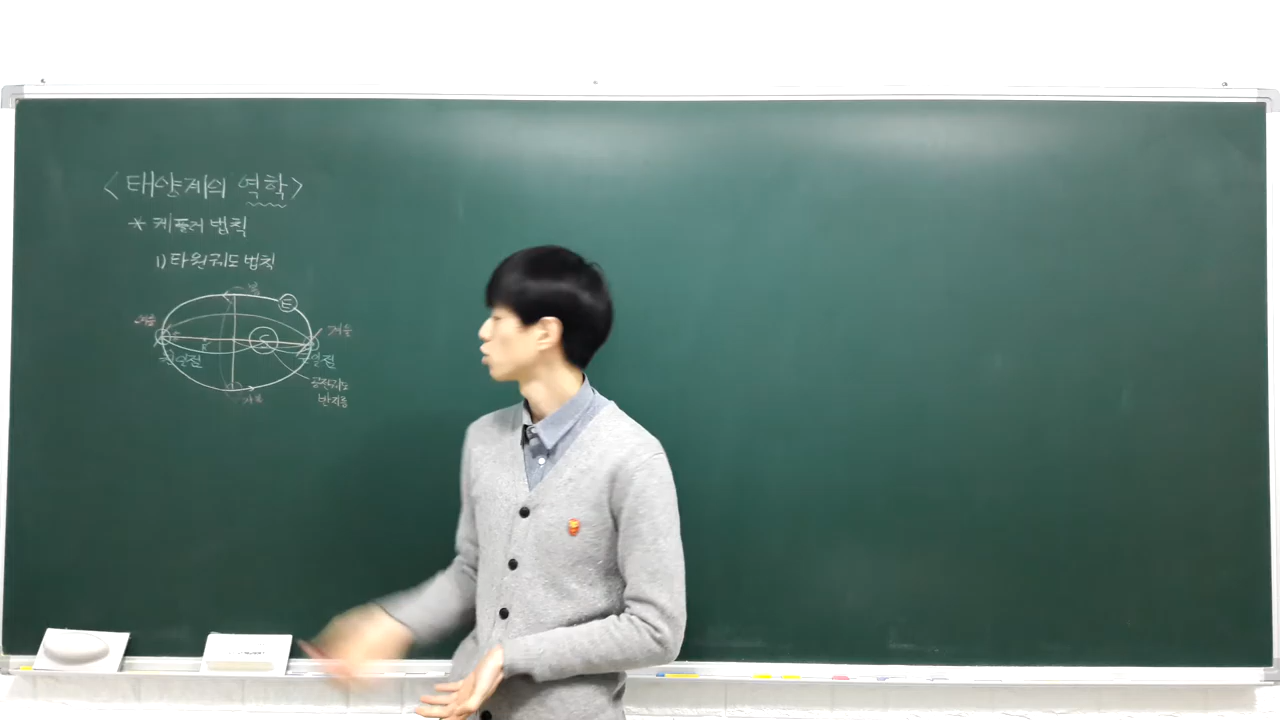 <태양계의 역학>
* 케플러 법칙
1) 타원궤도 법칙
봄
E
여름
겨울
S
원일점
근일점
공전궤도
반지름
가을